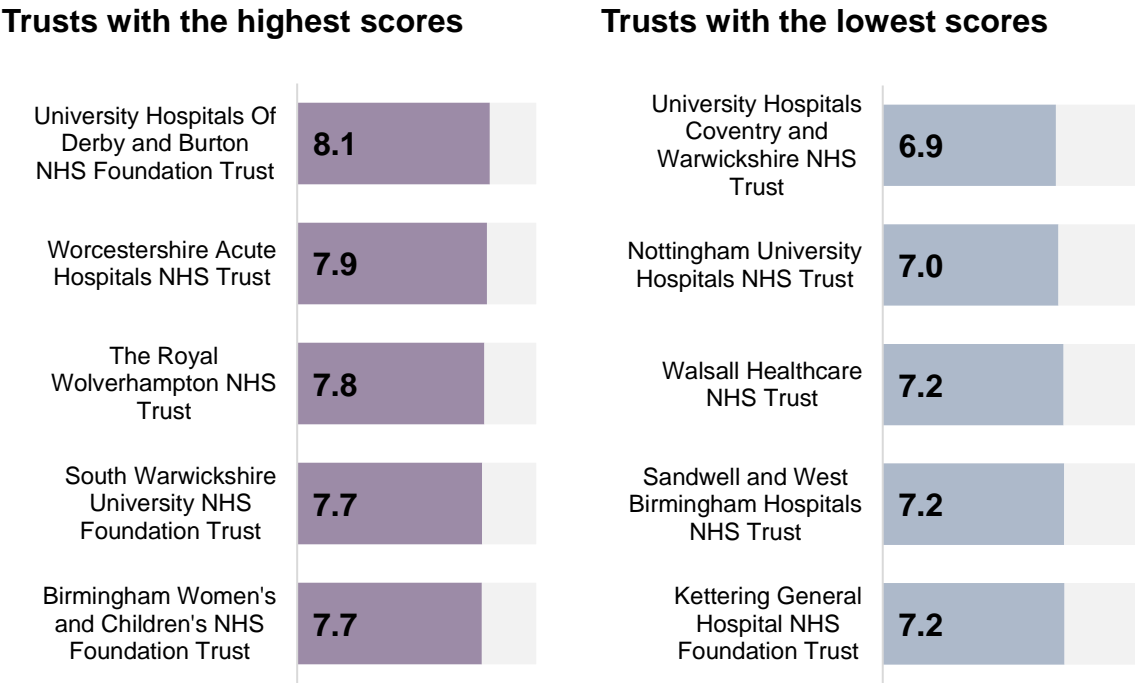 Trusts with the highest scores
University Hospitals Of
Derby and Burton
NHS Foundation Trust
8.1
Worcestershire Acute
Hospitals NHS Trust
7.9
The Royal
Wolverhampton NHS
Trust
7.8
South Warwickshire
University NHS
Foundation Trust
7.7
Birmingham Women's
and Children's NHS
Foundation Trust
7.7
Trusts with the lowest scores
University Hospitals
Coventry and
Warwickshire NHS
Trust
6.9
Nottingham University
Hospitals NHS Trust
7.0
Walsall Healthcare
NHS Trust
7.2
Sandwell and West
Birmingham Hospitals
NHS Trust
7.2
Kettering General
Hospital NHS
Foundation Trust
7.2